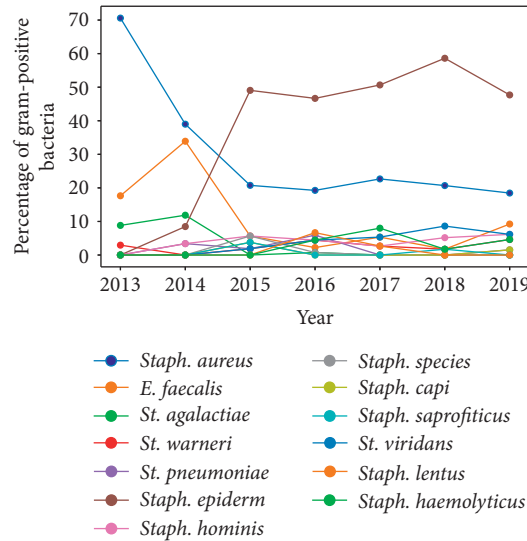 Percentage of gram-positive
bacteria
70
60
50
40
30
20
10
0
2013 2014 2015 2016 2017 2018 2019
Year
Staph. aureus
E. faecalis
St. agalactiae
St. warneri
St. pneumoniae
Staph. epiderm
Staph. hominis
Staph. species
Staph. capi
Staph. saprofiticus
St. viridans
Staph. lentus
Staph. haemolyticus